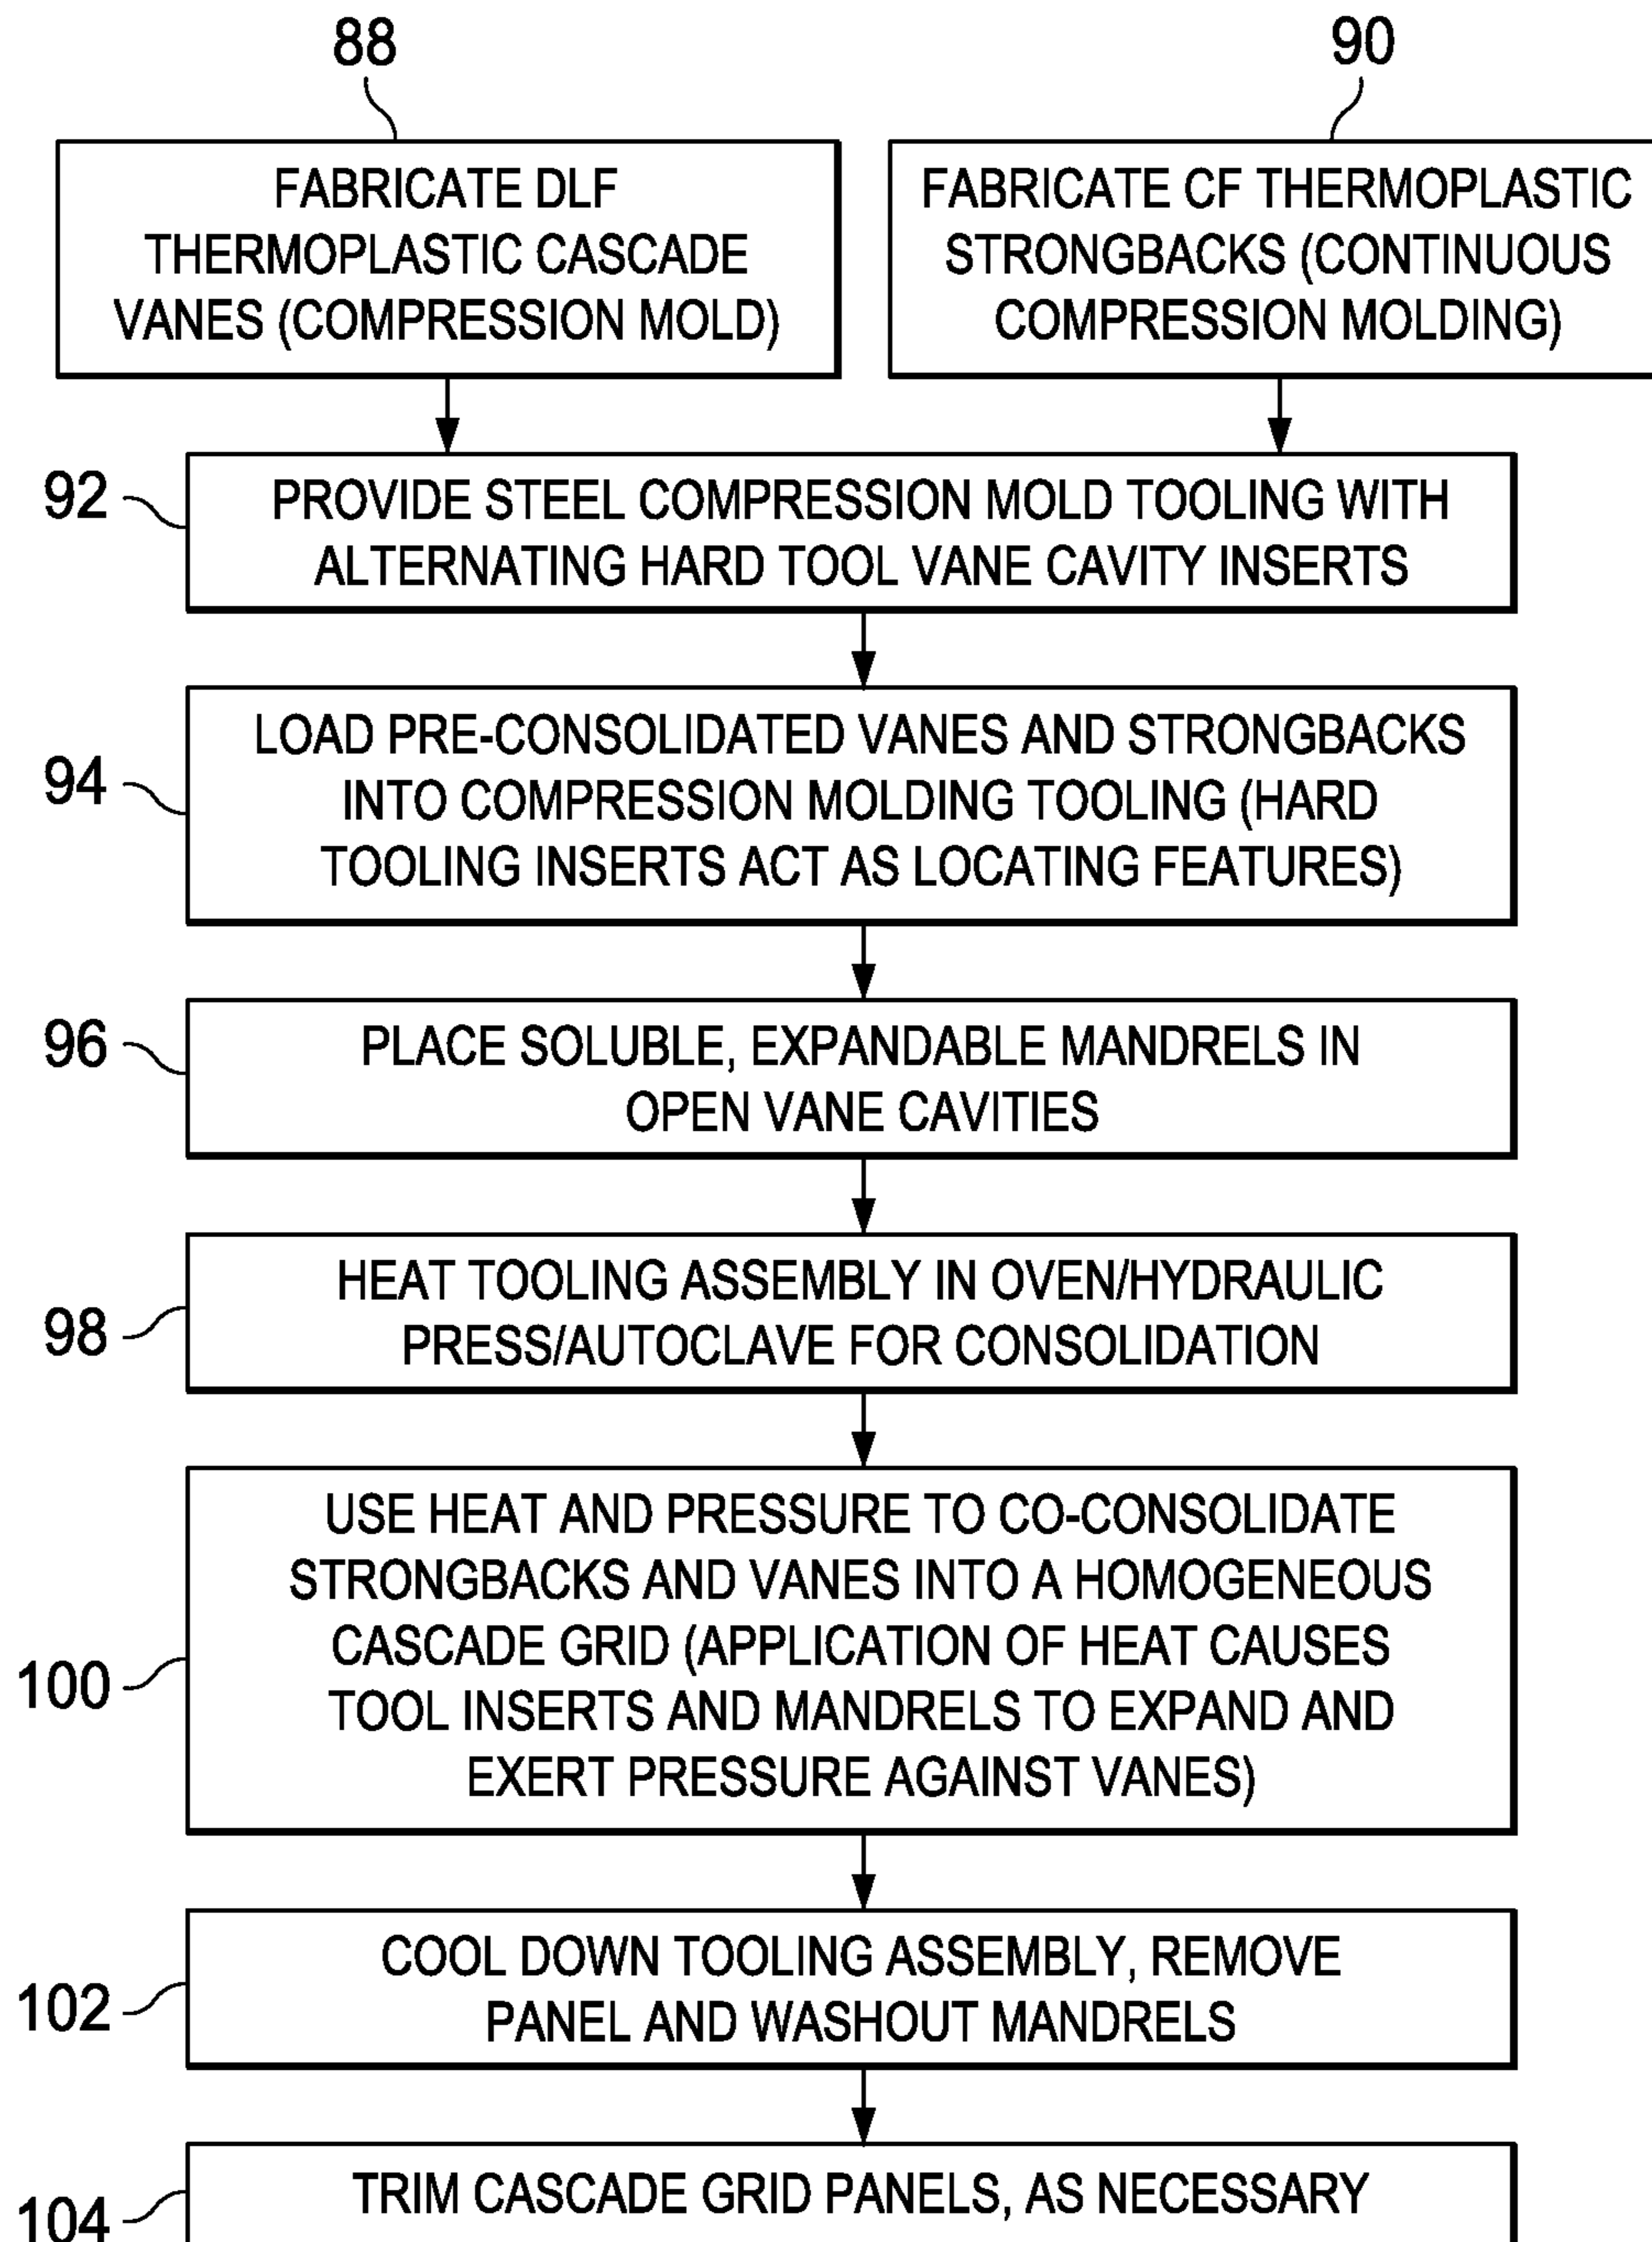 88
FABRICATE DLF
THERMOPLASTIC CASCADE
VANES (COMPRESSION MOLD)
90
FABRICATE CF THERMOPLASTIC
STRONGBACKS (CONTINUOUS
COMPRESSION MOLDING)
92
PROVIDE STEEL COMPRESSION MOLD TOOLING WITH
ALTERNATING HARD TOOL VANE CAVITY INSERTS
94
LOAD PRE-CONSOLIDATED VANES AND STRONGBACKS
INTO COMPRESSION MOLDING TOOLING (HARD
TOOLING INSERTS ACT AS LOCATING FEATURES)
96
PLACE SOLUBLE, EXPANDABLE MANDRELS IN
OPEN VANE CAVITIES
98
HEAT TOOLING ASSEMBLY IN OVEN/HYDRAULIC
PRESS/AUTOCLAVE FOR CONSOLIDATION
100
USE HEAT AND PRESSURE TO CO-CONSOLIDATE
STRONGBACKS AND VANES INTO A HOMOGENEOUS
CASCADE GRID (APPLICATION OF HEAT CAUSES
TOOL INSERTS AND MANDRELS TO EXPAND AND
EXERT PRESSURE AGAINST VANES)
102
COOL DOWN TOOLING ASSEMBLY, REMOVE
PANEL AND WASHOUT MANDRELS
104
TRIM CASCADE GRID PANELS, AS NECESSARY